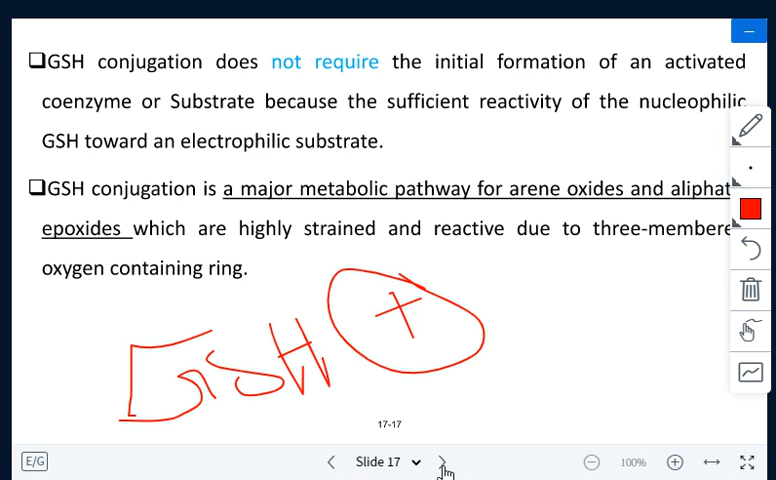 ❑GSH conjugation does not require the initial formation of an activated
coenzyme or Substrate because the sufficient reactivity of the nucleophilic
GSH toward an electrophilic substrate.
❑GSH conjugation is a major metabolic pathway for arene oxides and aliphat
epoxides which are highly strained and reactive due to three-membere
oxygen containing ring.
GSH +
17-17
E/G
Slide 17
100%